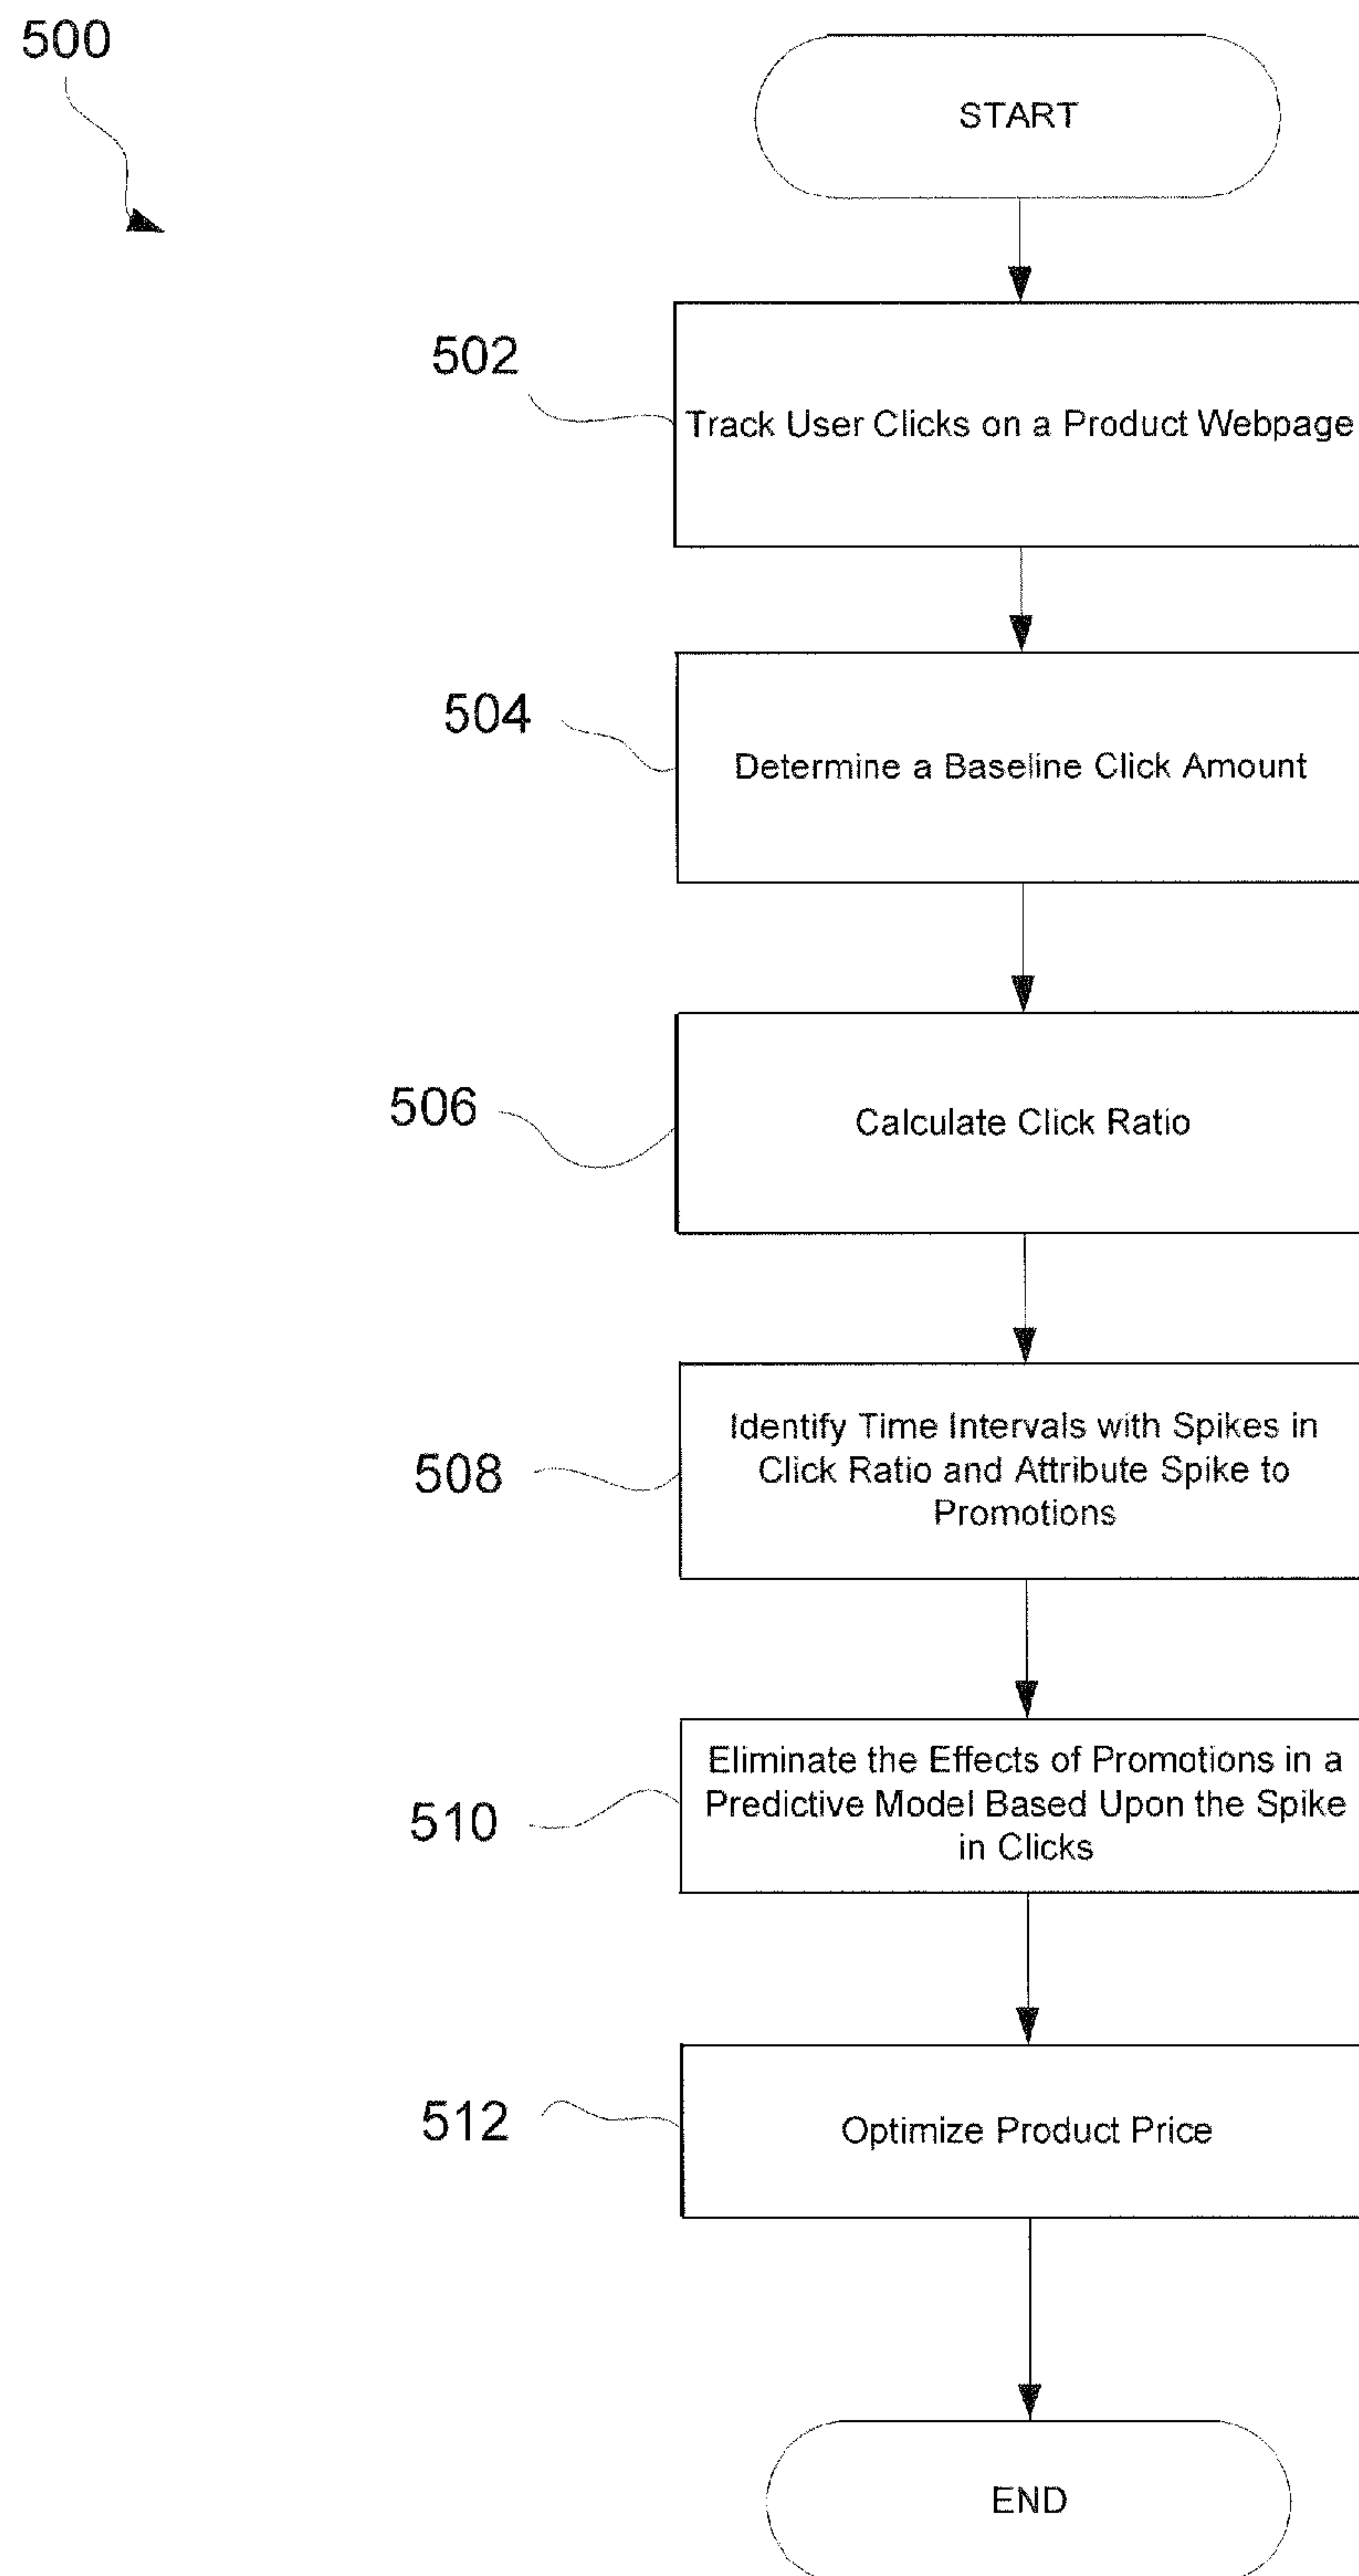 500
START
502
Track User Clicks on a Product Webpage
504
Determine a Baseline Click Amount
506
Calculate Click Ratio
508
Identify Time Intervals with Spikes in
Click Ratio and Attribute Spike to
Promotions
510
Eliminate the Effects of Promotions in a
Predictive Model Based Upon the Spike
in Clicks
512
Optimize Product Price
END